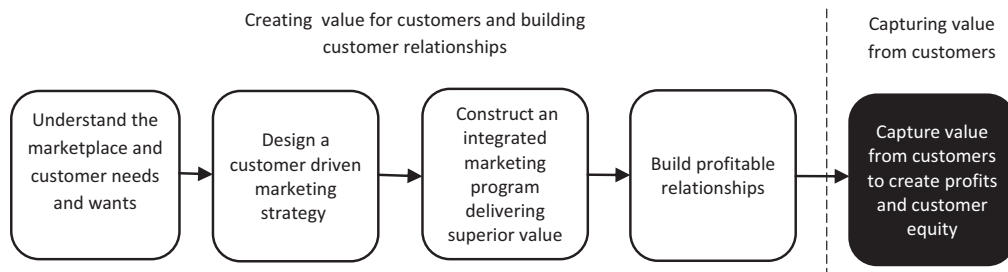 Creating value for customers and building
customer relationships
Capturing value
from customers
Understand the
marketplace and
customer needs
and wants
Design a
customer driven
marketing
strategy
Construct an
integrated
marketing
program
delivering
superior value
Build profitable
relationships
Capture value
from customers
to create profits
and customer
equity